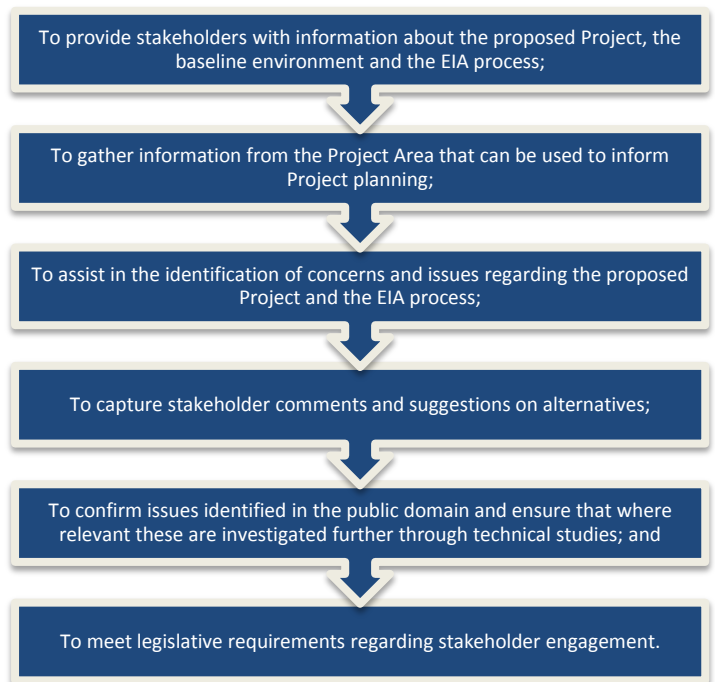 To provide stakeholders with information about the proposed Project, the
baseline environment and the EIA process;
To gather information from the Project Area that can be used to inform
Project planning;
To assist in the identification of concerns and issues regarding the proposed
Project and the EIA process;
To capture stakeholder comments and suggestions on alternatives;
To confirm issues identified in the public domain and ensure that where
relevant these are investigated further through technical studies; and
To meet legislative requirements regarding stakeholder engagement.